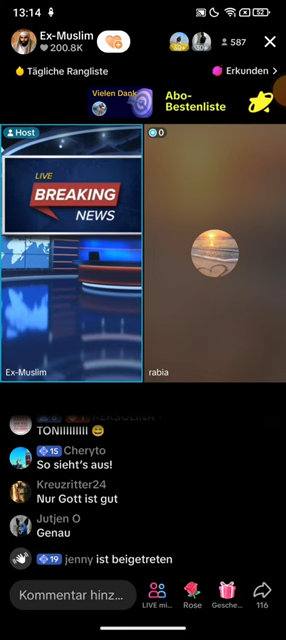 13:14
52
Ex-Muslim
200.8K
587
Tägliche Rangliste
Erkunden
Vielen Dank
Abo-
Bestenliste
Host
0
LIVE
BREAKING
NEWS
Ex-Muslim
rabia
TONIIIIIIIII
15 Cheryto
So sieht's aus!
Kreuzritter24
Nur Gott ist gut
Jutjen O
Genau
19 jenny ist beigetreten
Kommentar hinz...
LIVE mi...
Rose
Gesche...
116